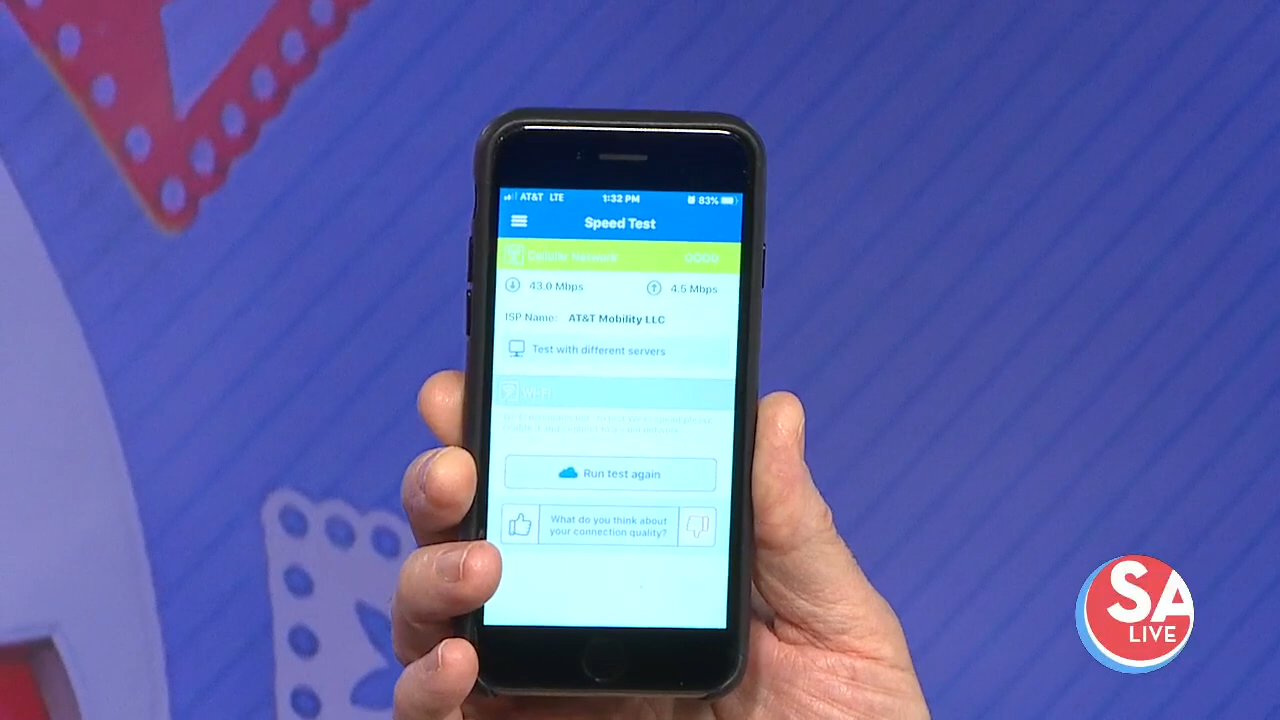 AT&T LTE 1:32 PM 83%
Speed Test
Cellular Network
43.0 Mbps 4.5 Mbps
ISP Name: AT&T Mobility LLC
Test with different servers
Wi-Fi
Run test again
What do you think about
your connection quality?
SA
LIVE